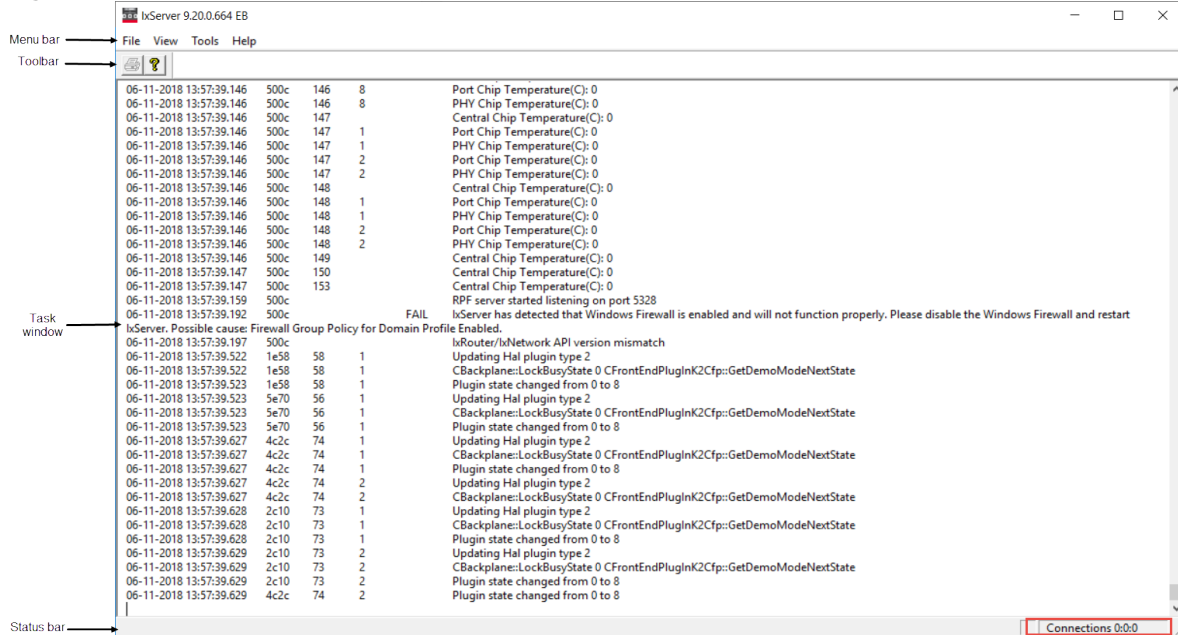 IxServer 9.20.0.664 EB
Menu bar File View Tools Help
Toolbar
06-11-2018 13:57:39.146 500c 146 8 Port Chip Temperature(C): 0
06-11-2018 13:57:39.146 500c 146 8 PHY Chip Temperature(C): 0
06-11-2018 13:57:39.146 500c 147 Central Chip Temperature(C): 0
06-11-2018 13:57:39.146 500c 147 1 Port Chip Temperature(C): 0
06-11-2018 13:57:39.146 500c 147 1 PHY Chip Temperature(C): 0
06-11-2018 13:57:39.146 500c 147 2 Port Chip Temperature(C): 0
06-11-2018 13:57:39.146 500c 147 2 PHY Chip Temperature(C): 0
06-11-2018 13:57:39.146 500c 148 Central Chip Temperature(C): 0
06-11-2018 13:57:39.146 500c 148 1 Port Chip Temperature(C): 0
06-11-2018 13:57:39.146 500c 148 1 PHY Chip Temperature(C): 0
06-11-2018 13:57:39.146 500c 148 2 Port Chip Temperature(C): 0
06-11-2018 13:57:39.146 500c 148 2 PHY Chip Temperature(C): 0
06-11-2018 13:57:39.146 500c 149 Central Chip Temperature(C): 0
06-11-2018 13:57:39.147 500c 150 Central Chip Temperature(C): 0
06-11-2018 13:57:39.147 500c 153 Central Chip Temperature(C): 0
06-11-2018 13:57:39.159 500c RPF server started listening on port 5328
06-11-2018 13:57:39.192 500c FAIL IxServer has detected that Windows Firewall is enabled and will not function properly. Please disable the Windows Firewall and restart
Task window
IxServer. Possible cause: Firewall Group Policy for Domain Profile Enabled.
06-11-2018 13:57:39.197 500c IxRouter/IxNetwork API version mismatch
06-11-2018 13:57:39.522 1e58 58 1 Updating Hal plugin type 2
06-11-2018 13:57:39.522 1e58 58 1 CBackplane::LockBusyState 0 CFrontEndPlugInK2Cfp::GetDemoModeNextState
06-11-2018 13:57:39.523 1e58 58 1 Plugin state changed from 0 to 8
06-11-2018 13:57:39.523 5e70 56 1 Updating Hal plugin type 2
06-11-2018 13:57:39.523 5e70 56 1 CBackplane::LockBusyState 0 CFrontEndPlugInK2Cfp::GetDemoModeNextState
06-11-2018 13:57:39.523 5e70 56 1 Plugin state changed from 0 to 8
06-11-2018 13:57:39.627 4c2c 74 1 Updating Hal plugin type 2
06-11-2018 13:57:39.627 4c2c 74 1 CBackplane::LockBusyState 0 CFrontEndPlugInK2Cfp::GetDemoModeNextState
06-11-2018 13:57:39.627 4c2c 74 1 Plugin state changed from 0 to 8
06-11-2018 13:57:39.627 4c2c 74 2 Updating Hal plugin type 2
06-11-2018 13:57:39.627 4c2c 74 2 CBackplane::LockBusyState 0 CFrontEndPlugInK2Cfp::GetDemoModeNextState
06-11-2018 13:57:39.628 2c10 73 1 Updating Hal plugin type 2
06-11-2018 13:57:39.628 2c10 73 1 CBackplane::LockBusyState 0 CFrontEndPlugInK2Cfp::GetDemoModeNextState
06-11-2018 13:57:39.628 2c10 73 1 Plugin state changed from 0 to 8
06-11-2018 13:57:39.629 2c10 73 2 Updating Hal plugin type 2
06-11-2018 13:57:39.629 2c10 73 2 CBackplane::LockBusyState 0 CFrontEndPlugInK2Cfp::GetDemoModeNextState
06-11-2018 13:57:39.629 2c10 73 2 Plugin state changed from 0 to 8
06-11-2018 13:57:39.629 4c2c 74 2 Plugin state changed from 0 to 8
Status bar Connections 0:0:0